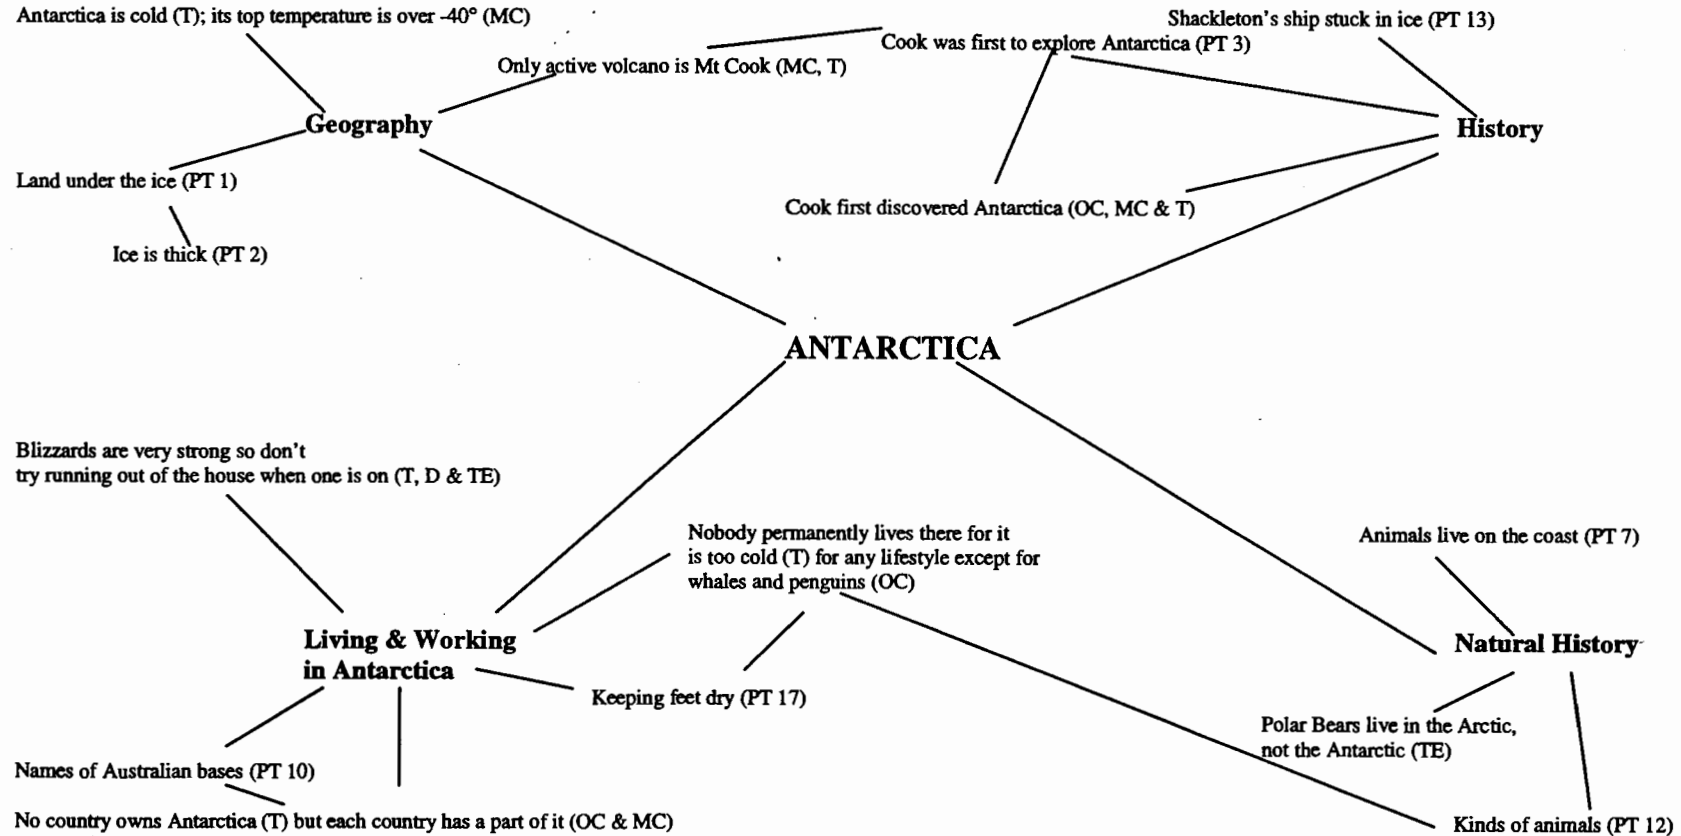 Antarctica is cold (T); its top temperature is over -40° (MC)
Shackleton's ship stuck in ice (PT 13)
Cook was first to explore Antarctica (PT 3)
Only active volcano is Mt Cook (MC, T)
Geography
History
Land under the ice (PT 1)
Cook first discovered Antarctica (OC, MC & T)
Ice is thick (PT 2)
ANTARCTICA
Blizzards are very strong so don't
try running out of the house when one is on (T, D & TE)
Nobody permanently lives there for it
is too cold (T) for any lifestyle except for
whales and penguins (OC)
Animals live on the coast (PT 7)
Living & Working
in Antarctica
Natural History
Keeping feet dry (PT 17)
Polar Bears live in the Arctic,
not the Antarctic (TE)
Names of Australian bases (PT 10)
No country owns Antarctica (T) but each country has a part of it (OC & MC)
Kinds of animals (PT 12)